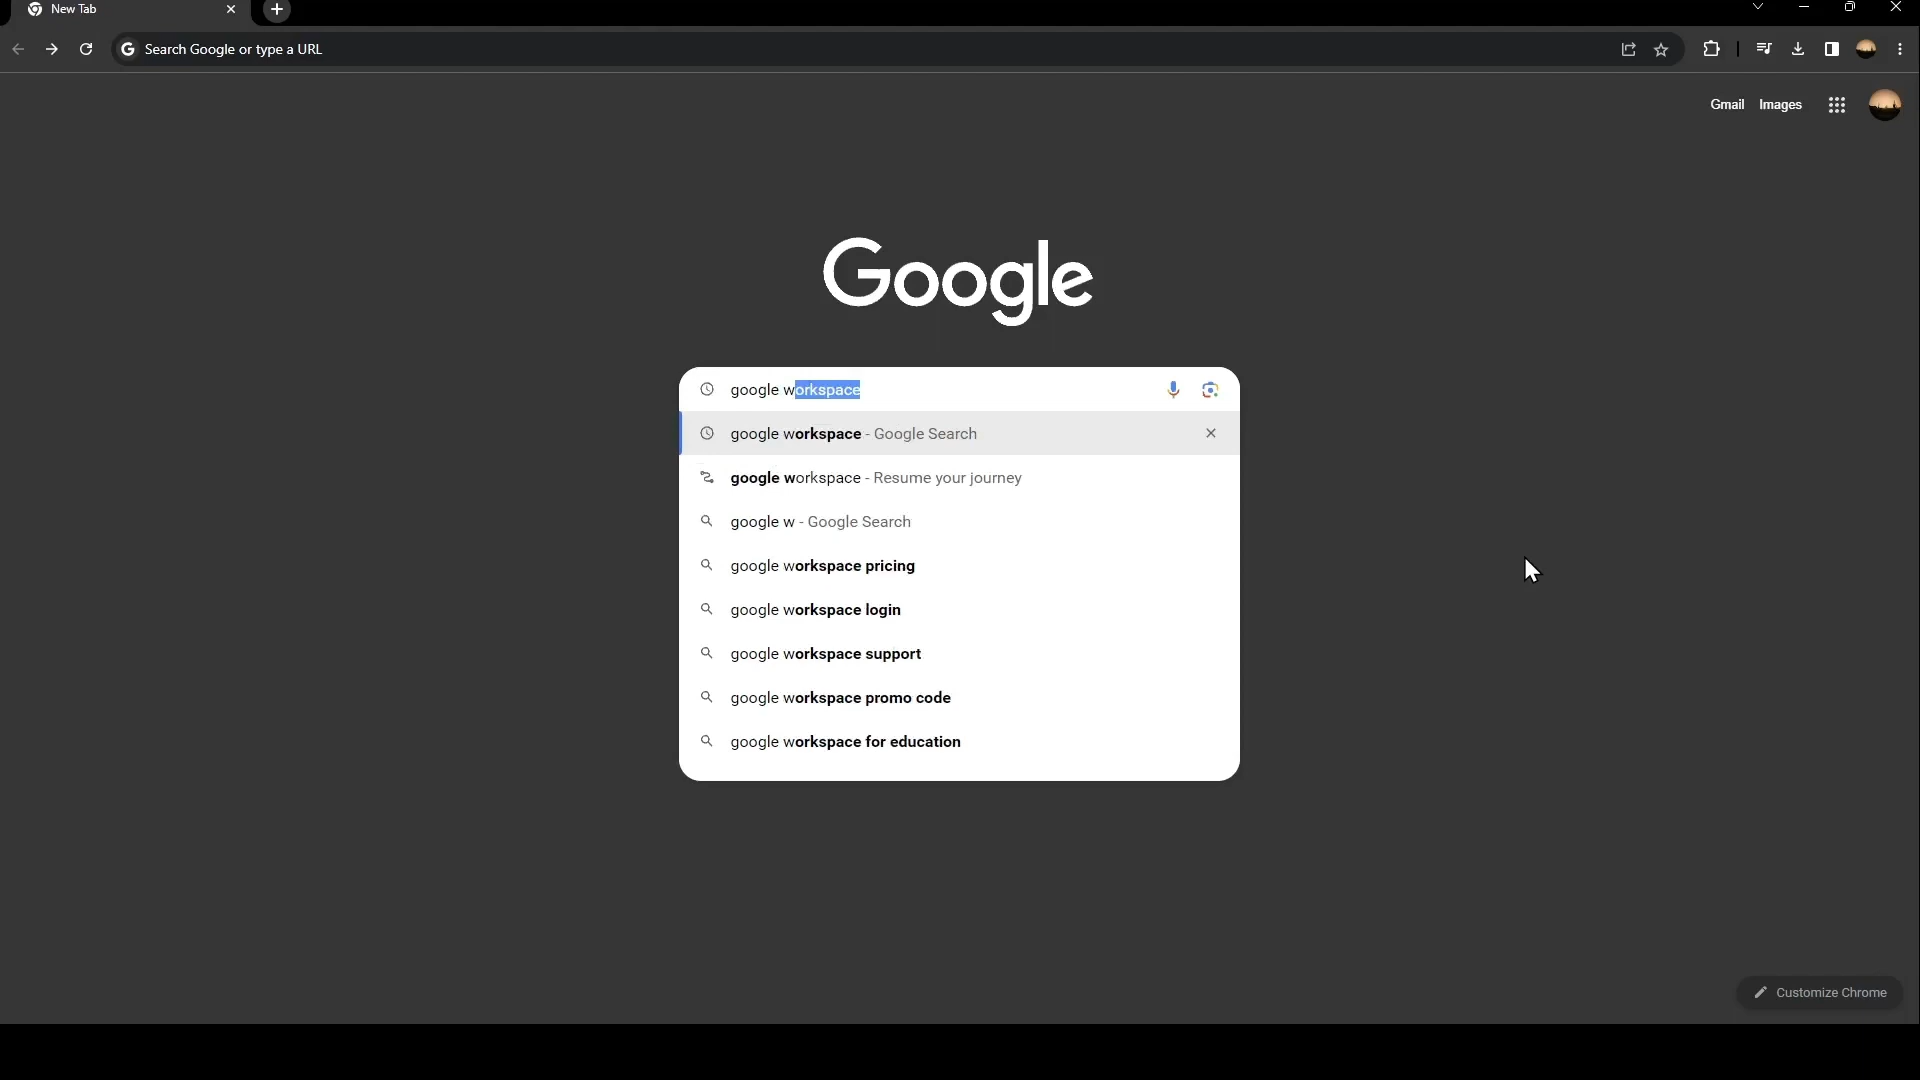 New Tab
Search Google or type a URL
Gmail Images
Google
google workspace
google workspace - Google Search
google workspace - Resume your journey
google w - Google Search
google workspace pricing
google workspace login
google workspace support
google workspace promo code
google workspace for education
Customize Chrome